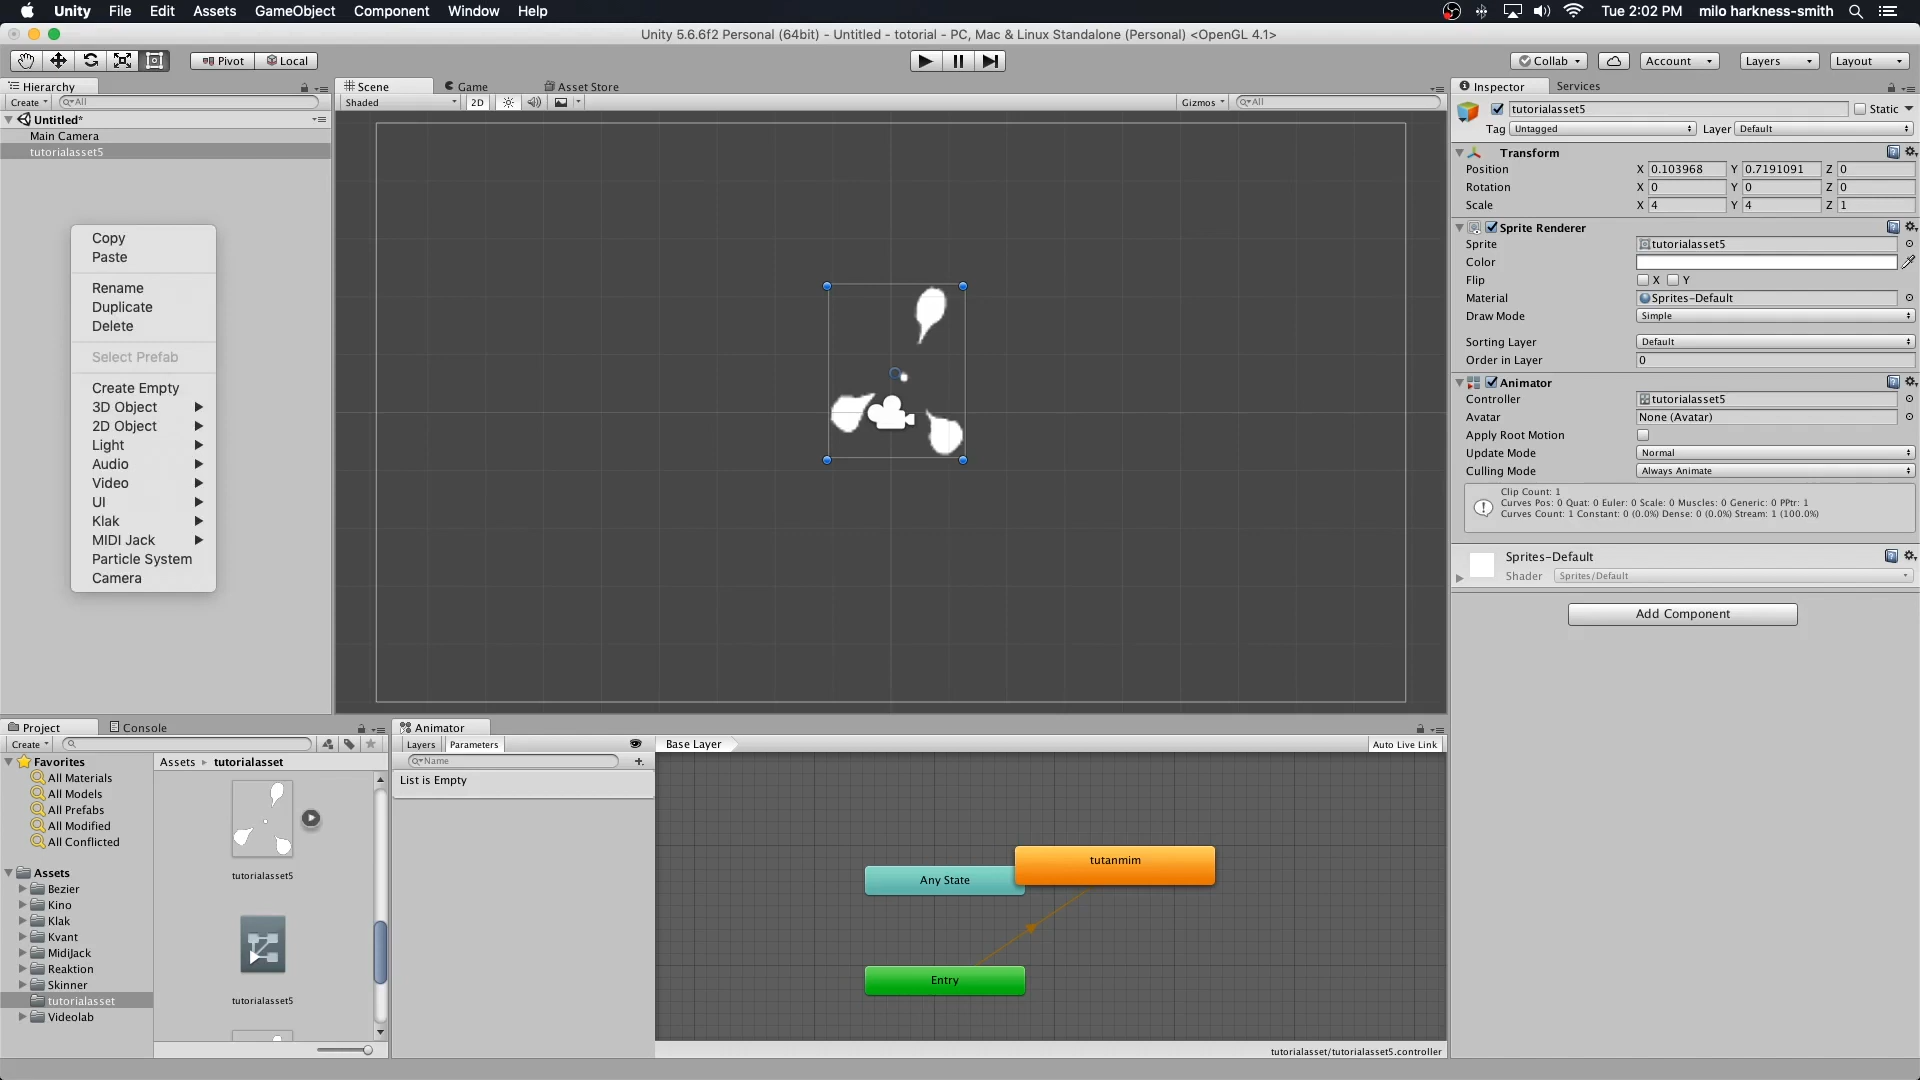 Unity File Edit Assets GameObject Component Window Help Tue 2:02 PM milo harkness-smith
Unity 5.6.6f2 Personal (64bit) - Untitled - totorial - PC, Mac & Linux Standalone (Personal) <OpenGL 4.1>
Pivot Local Collab Account Layers Layout
Hierarchy
Create All
Untitled*
Main Camera
tutorialasset5
Copy
Paste
Rename
Duplicate
Delete
Select Prefab
Create Empty
3D Object
2D Object
Light
Audio
Video
UI
Klak
MIDI Jack
Particle System
Camera
Scene Game Asset Store
Shaded 2D Gizmos All
Inspector Services
tutorialasset5 Static
Tag Untagged Layer Default
Transform
Position X 0.103968 Y 0.7191091 Z 0
Rotation X 0 Y 0 Z 0
Scale X 4 Y 4 Z 1
Sprite Renderer
Sprite tutorialasset5
Color
Flip X Y
Material Sprites-Default
Draw Mode Simple
Sorting Layer Default
Order in Layer 0
Animator
Controller tutorialasset5
Avatar None (Avatar)
Apply Root Motion
Update Mode Normal
Culling Mode Always Animate
Clip Count: 1
Curves Pos: 0 Quat: 0 Euler: 0 Scale: 0 Muscles: 0 Generic: 0 PPtr: 1
Curves Count: 1 Constant: 0 (0.0%) Dense: 0 (0.0%) Stream: 1 (100.0%)
Sprites-Default
Shader Sprites/Default
Add Component
Project Console
Create
Favorites
All Materials
All Models
All Prefabs
All Modified
All Conflicted
Assets
Bezier
Kino
Klak
Kvant
MidiJack
Reaktion
Skinner
tutorialasset
Videolab
Assets tutorialasset
tutorialasset5
tutorialasset5
Animator
Layers Parameters
Name
List is Empty
Base Layer Auto Live Link
tutanmim
Any State
Entry
tutorialasset/tutorialasset5.controller